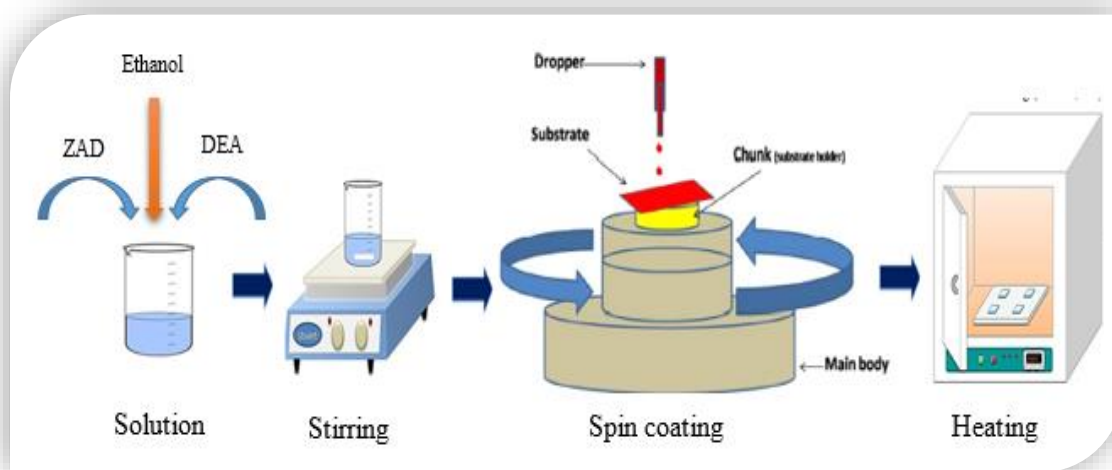 Ethanol
ZAD
DEA
Solution
Stirring
Dropper
Substrate
Chunk (substrate holder)
Main body
Spin coating
Heating